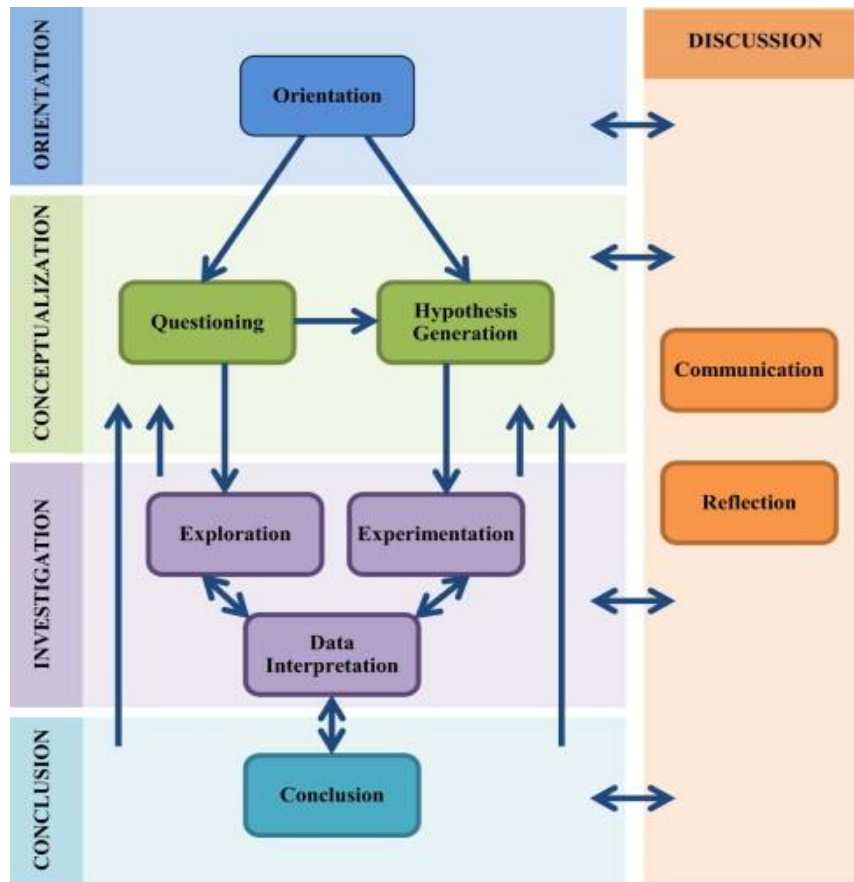 ORIENTATION
Orientation
CONCEPTUALIZATION
Questioning
Hypothesis
Generation
INVESTIGATION
Exploration
Experimentation
Data
Interpretation
CONCLUSION
Conclusion
DISCUSSION
Communication
Reflection